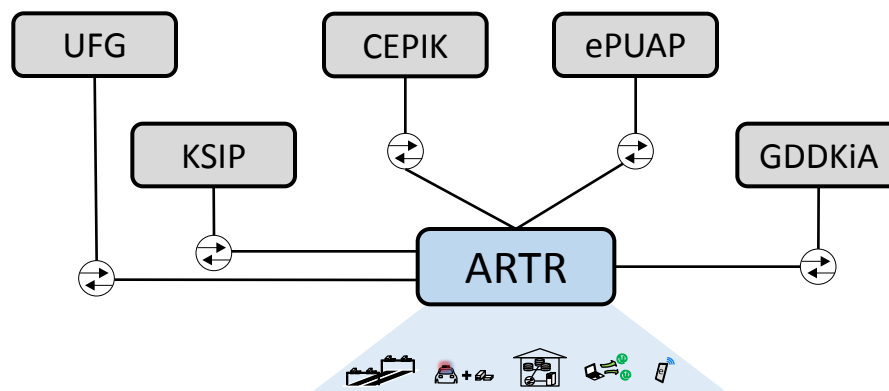 UFG
CEPIK
ePUAP
KSIP
GDDKiA
ARTR